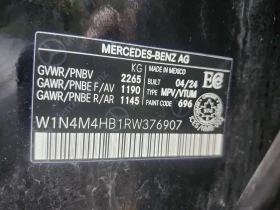 MERCEDES-BENZ AG
KG
MADE IN MEXICO
GVWR/PNBV 2265
BUILT 04/24
GAWR/PNBE F/AV 1190
TYPE MPV/VTUM
GAWR/PNBE R/AR 1145
PAINT CODE 696
W1N4M4HB1RW376907